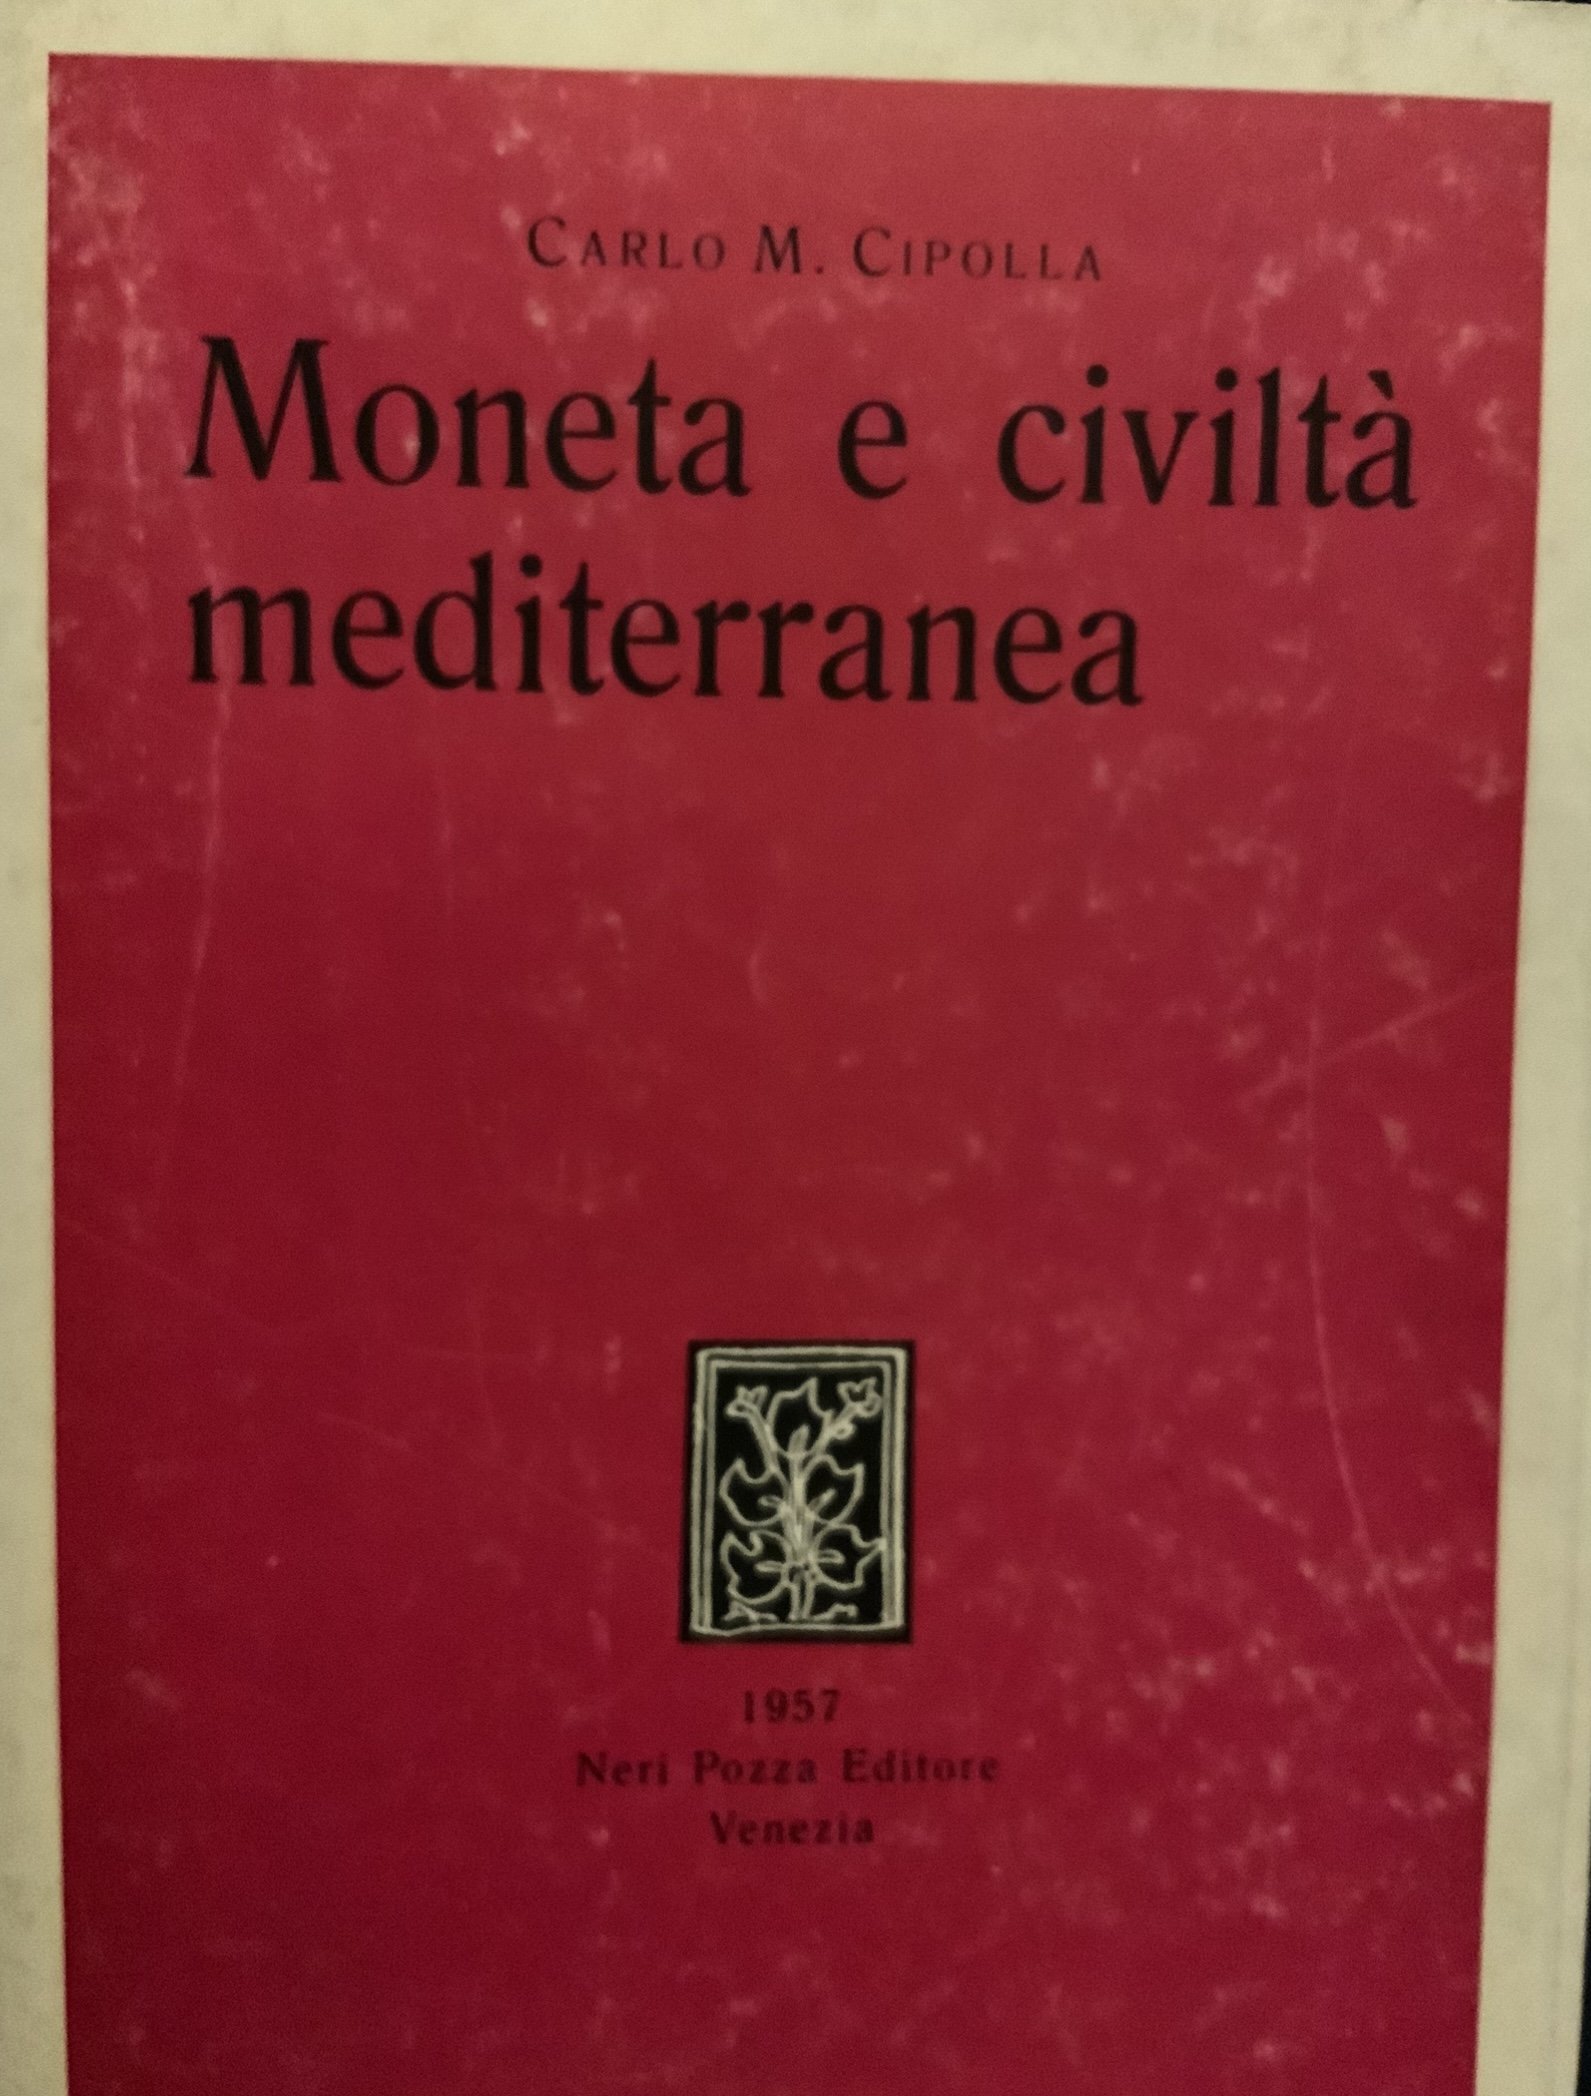 CARLO M. CIPOLLA
Moneta e civiltà
mediterranea
1957
Neri Pozza Editore
Venezia